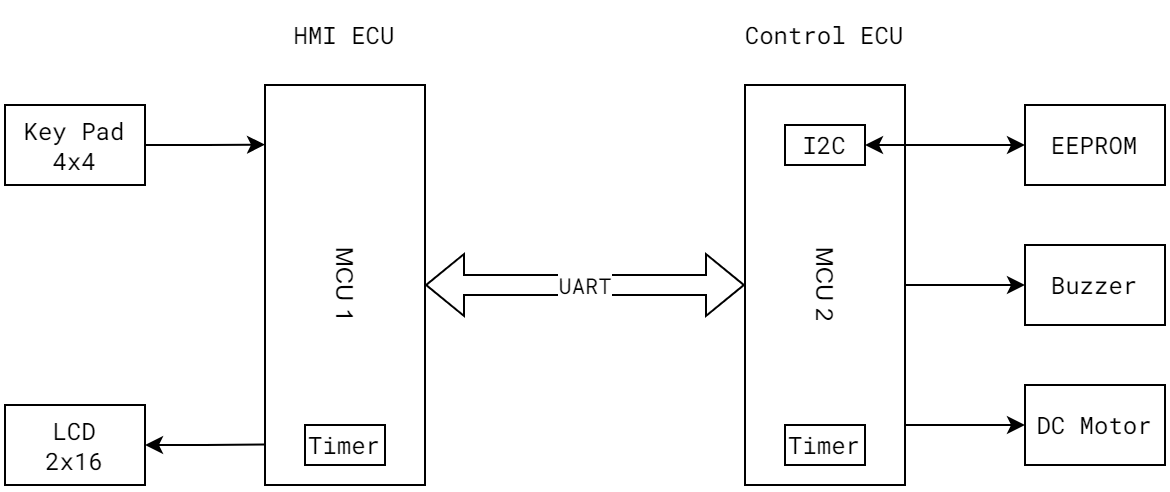 HMI ECU
Control ECU
Key Pad
4x4
I2C
EEPROM
MCU 1
UART
MCU 2
Buzzer
LCD
2x16
Timer
Timer
DC Motor